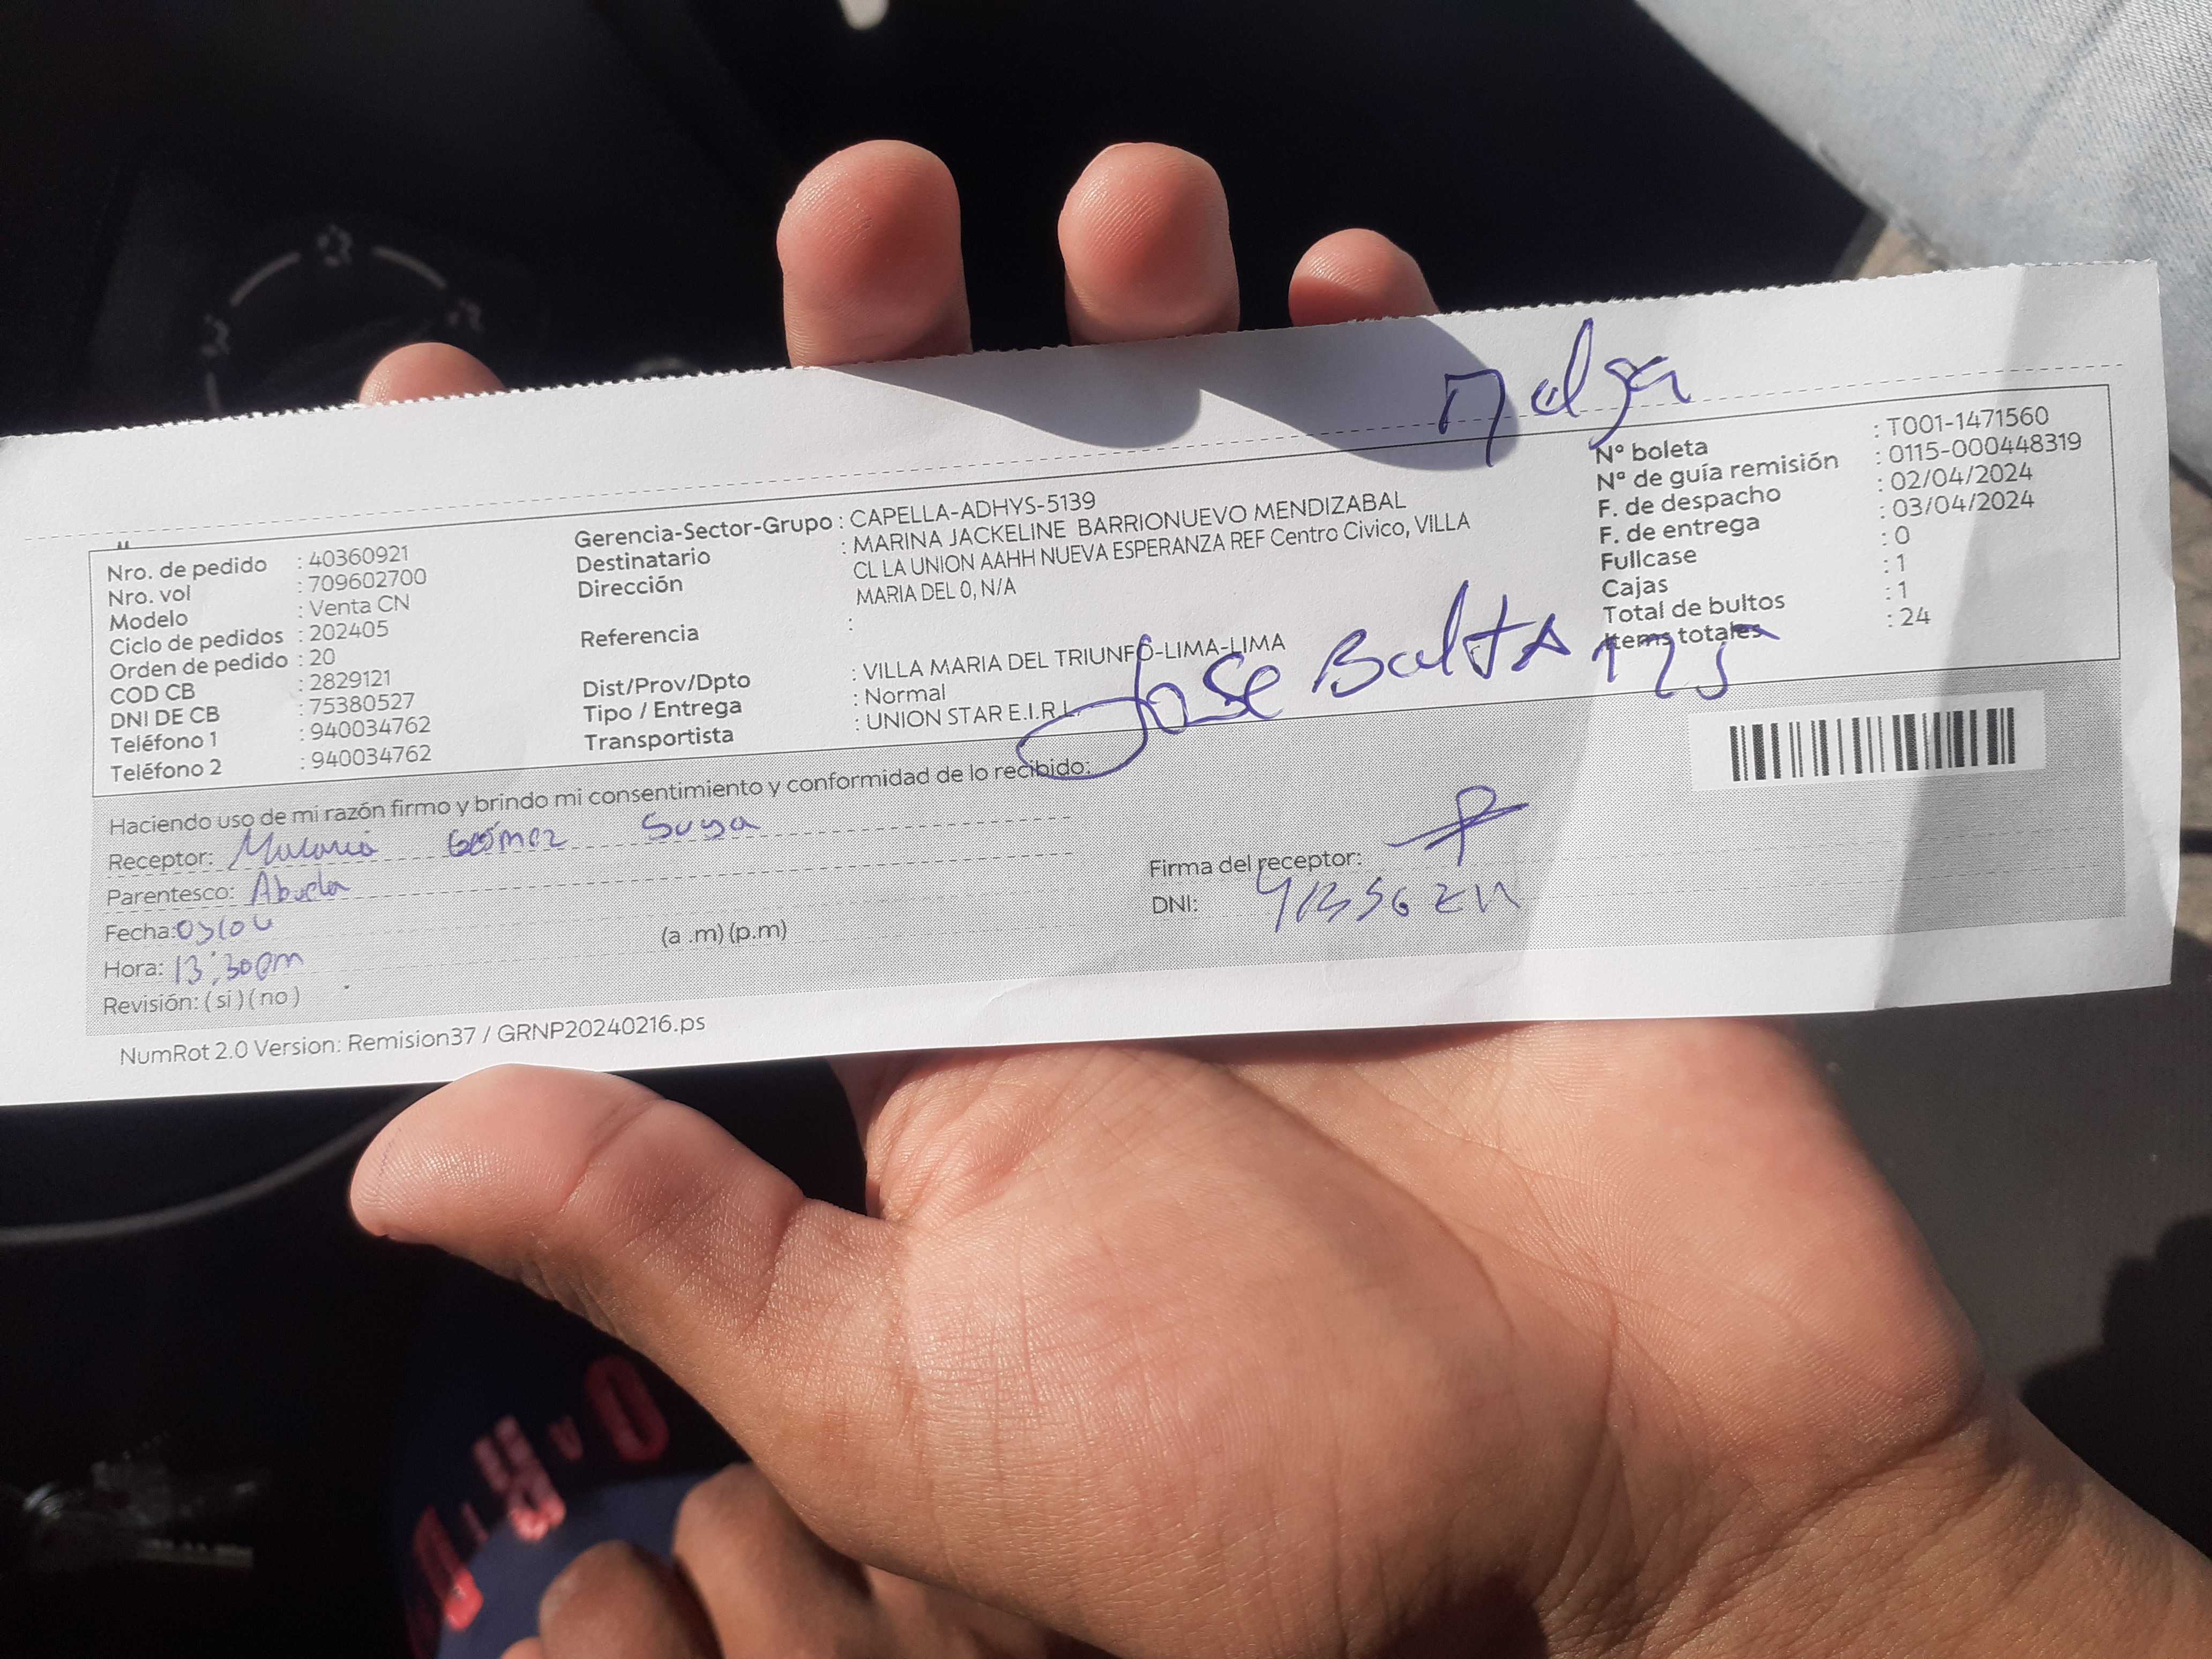 Nro. de pedido : 40360921
Nro. vol : 709602700
Modelo : Venta CN
Ciclo de pedidos : 202405
Orden de pedido : 20
COD CB : 2829121
DNI DE CB : 75380527
Teléfono 1 : 940034762
Teléfono 2 : 940034762
Gerencia-Sector-Grupo : CAPELLA-ADHYS-5139
Destinatario : MARINA JACKELINE BARRIONUEVO MENDIZABAL
Dirección CL LA UNION AAHH NUEVA ESPERANZA REF Centro Civico, VILLA
MARIA DEL 0, N/A
Referencia :
Dist/Prov/Dpto : VILLA MARIA DEL TRIUNFO-LIMA-LIMA
Tipo / Entrega : Normal
Transportista : UNION STAR E.I.R.L.
Nº boleta : T001-1471560
Nº de guía remisión : 0115-000448319
F. de despacho : 02/04/2024
F. de entrega : 03/04/2024
Fullcase : 0
Cajas : 1
Total de bultos : 1
Items totales : 24
Jose Balta
Haciendo uso de mi razón firmo y brindo mi consentimiento y conformidad de lo recibido:
Receptor: Gómez
Parentesco: Abuela
Fecha:
Hora: 13:30pm (a .m) (p.m)
Revisión: ( si ) ( no )
Firma del receptor:
DNI:
NumRot 2.0 Version: Remision37 / GRNP20240216.ps